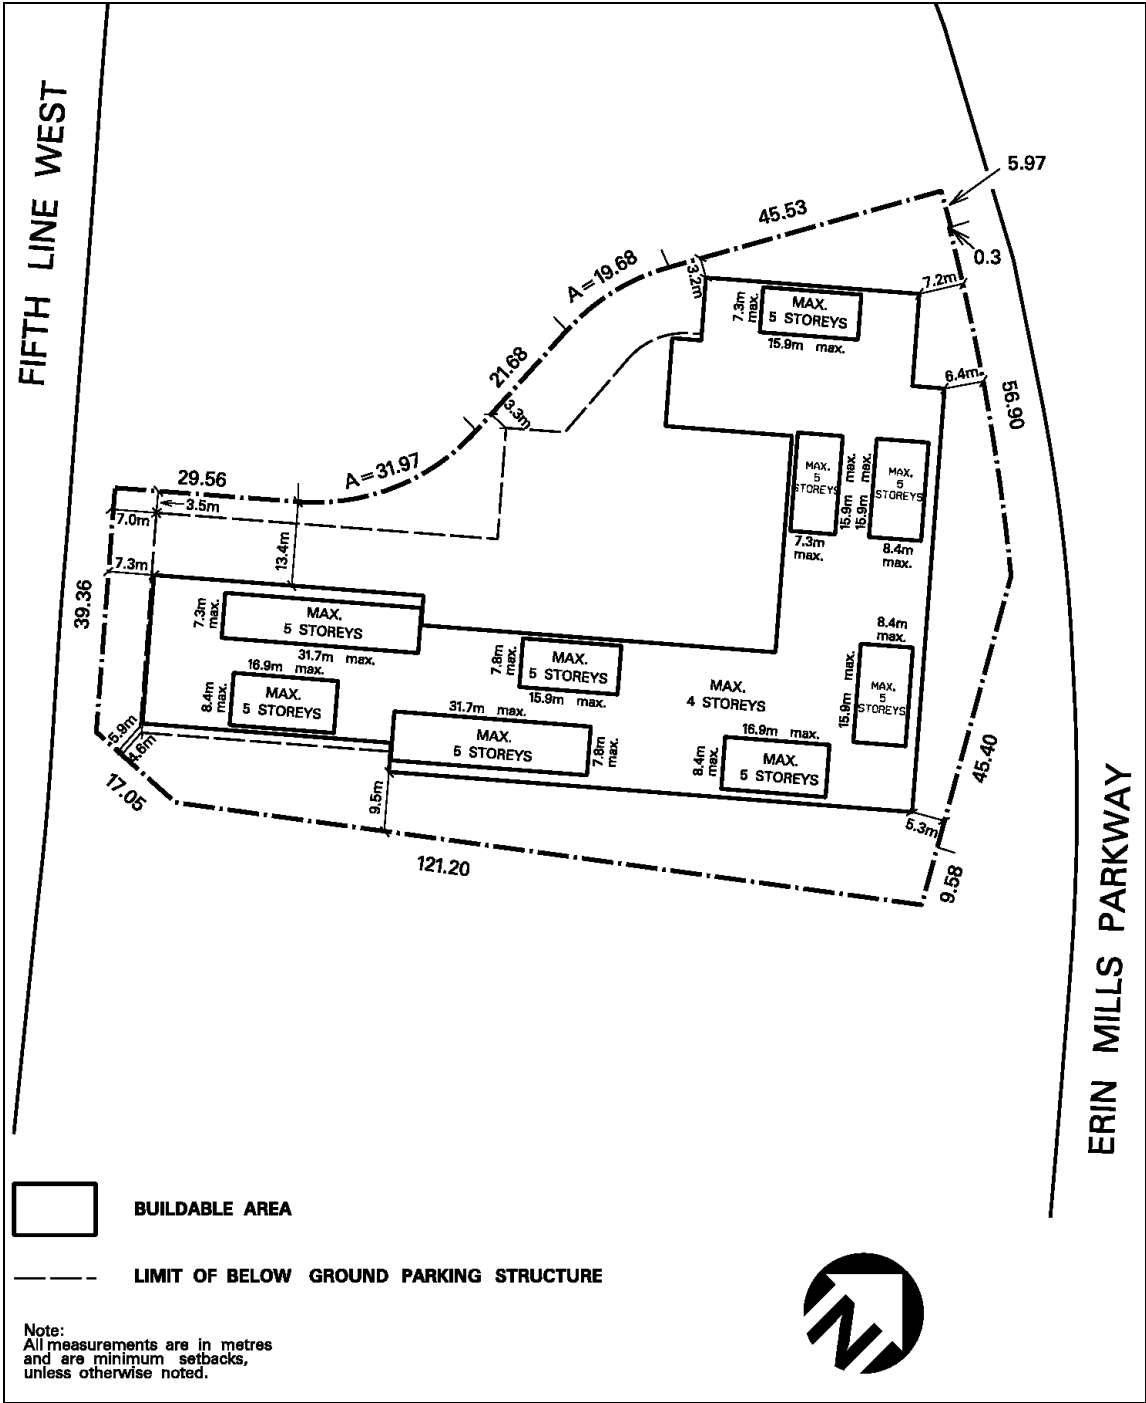 FIFTH LINE WEST
5.97
45.53
0.3
A=19.68
3.2m
7.2m
7.3m max.
MAX.
5 STOREYS
15.9m max.
21.68
6.4m
56.90
3.3m
A=31.97
29.56
3.5m
7.0m
13.4m
MAX.
5
STOREYS
15.9m max.
7.3m
max.
15.9m max.
MAX.
5
STOREYS
8.4m
max.
7.3m
39.36
7.3m max.
MAX.
5 STOREYS
31.7m max.
16.9m max.
8.4m max.
MAX.
5 STOREYS
7.8m max.
MAX.
5 STOREYS
15.9m max.
MAX.
4 STOREYS
8.4m
max.
15.9m max.
MAX.
5
STOREYS
31.7m max.
MAX.
5 STOREYS
7.8m max.
16.9m max.
8.4m max.
MAX.
5 STOREYS
5.9m
4.6m
17.05
9.5m
45.40
5.3m
9.58
121.20
ERIN MILLS PARKWAY
BUILDABLE AREA
LIMIT OF BELOW GROUND PARKING STRUCTURE
N
Note:
All measurements are in metres
and are minimum setbacks,
unless otherwise noted.